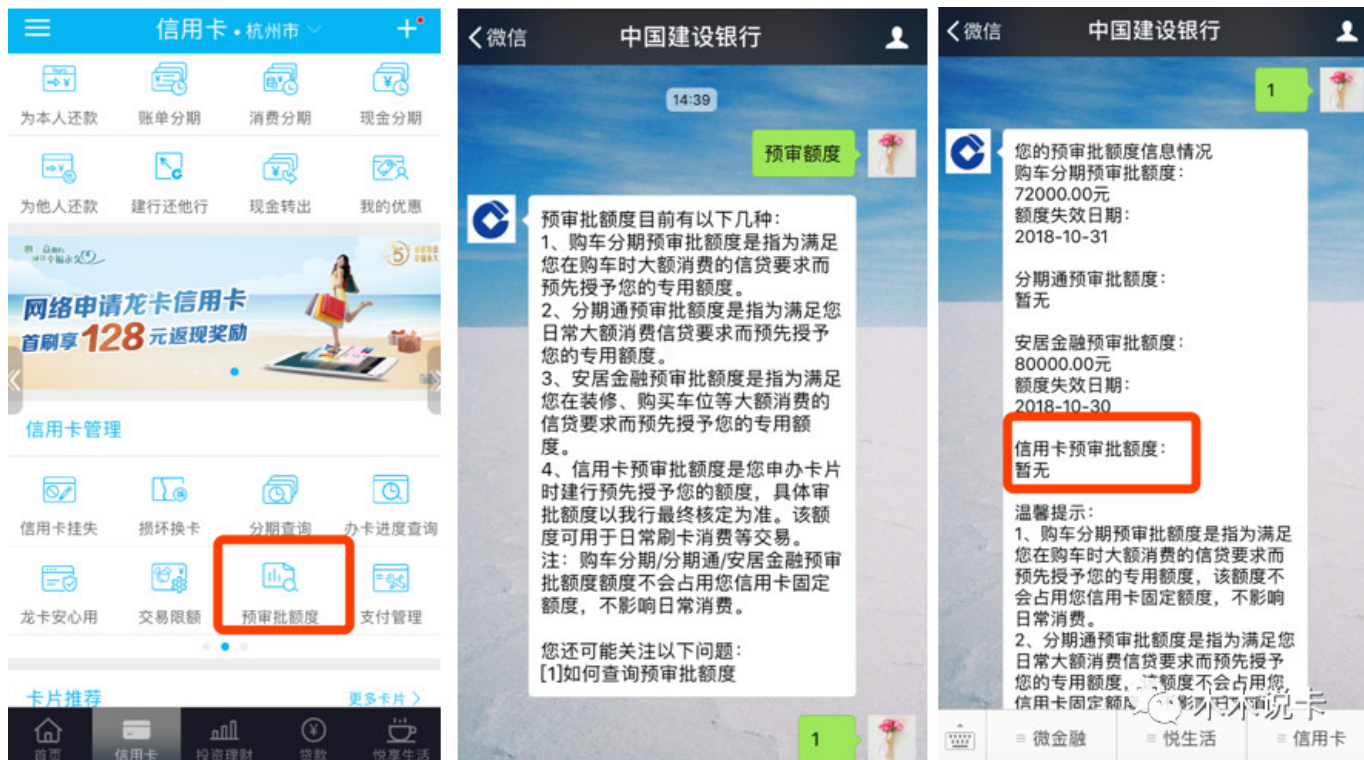 信用卡•杭州市
为本人还款 账单分期 消费分期 现金分期
为他人还款 建行还他行 现金转出 我的优惠
网络申请龙卡信用卡
首刷享128元返现奖励
信用卡管理
信用卡挂失 损坏换卡 分期查询 办卡进度查询
龙卡安心用 交易限额 预审批额度 支付管理
卡片推荐 更多卡片
首页 信用卡 投资理财 贷款 悦享生活
微信 中国建设银行
14:39
预审额度
预审批额度目前有以下几种：
1、购车分期预审批额度是指为满足
您在购车时大额消费的信贷要求而
预先授予您的专用额度。
2、分期通预审批额度是指为满足您
日常大额消费信贷要求而预先授予
您的专用额度。
3、安居金融预审批额度是指为满足
您在装修、购买车位等大额消费的
信贷要求而预先授予您的专用额
度。
4、信用卡预审批额度是您申办卡片
时建行预先授予您的额度，具体审
批额度以我行最终核定为准。该额
度可用于日常刷卡消费等交易。
注：购车分期/分期通/安居金融预审
批额度额度不会占用您信用卡固定
额度，不影响日常消费。
您还可能关注以下问题：
[1]如何查询预审批额度
1
微信 中国建设银行
1
您的预审批额度信息情况
购车分期预审批额度：
72000.00元
额度失效日期：
2018-10-31
分期通预审批额度：
暂无
安居金融预审批额度：
80000.00元
额度失效日期：
2018-10-30
信用卡预审批额度：
暂无
温馨提示：
1、购车分期预审批额度是指为满足
您在购车时大额消费的信贷要求而
预先授予您的专用额度，该额度不
会占用您信用卡固定额度，不影响
日常消费。
2、分期通预审批额度是指为满足您
日常大额消费信贷要求而预先授予
您的专用额度，该额度不会占用您
信用卡固定额度，不影响日常消费
木木说卡
微金融 悦生活 信用卡